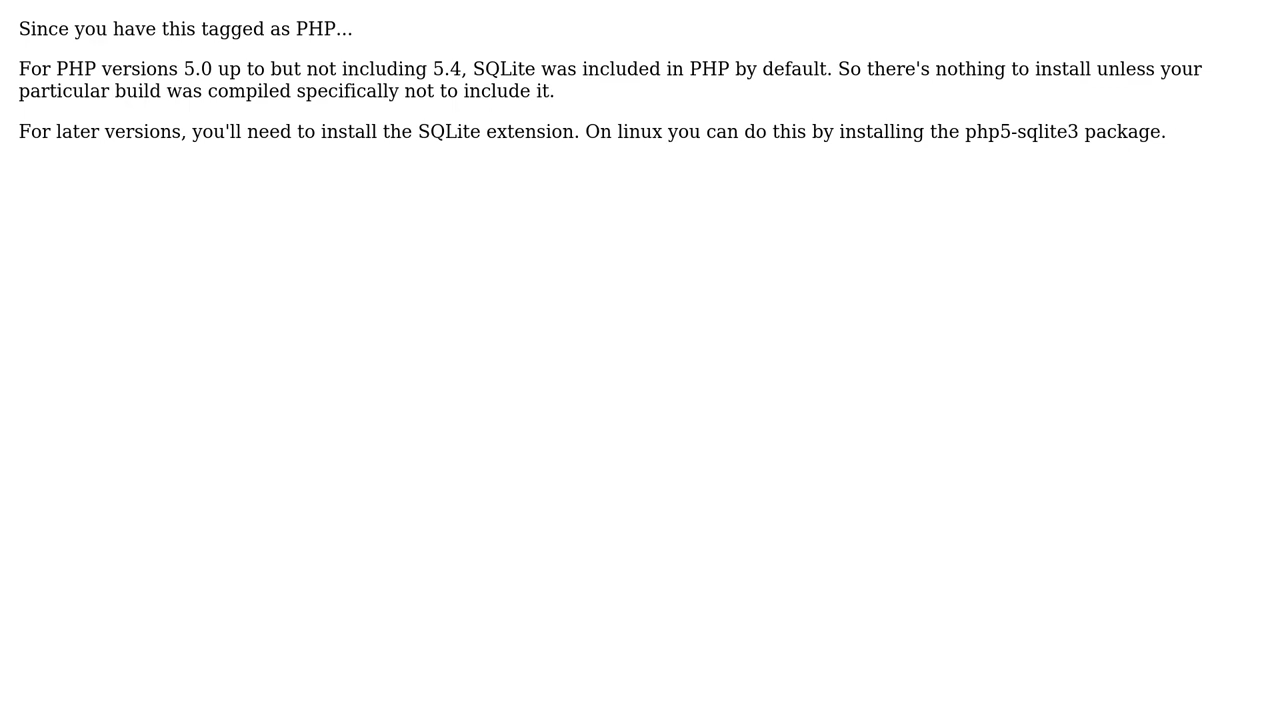 Since you have this tagged as PHP...
For PHP versions 5.0 up to but not including 5.4, SQLite was included in PHP by default. So there's nothing to install unless your
particular build was compiled specifically not to include it.
For later versions, you'll need to install the SQLite extension. On linux you can do this by installing the php5-sqlite3 package.